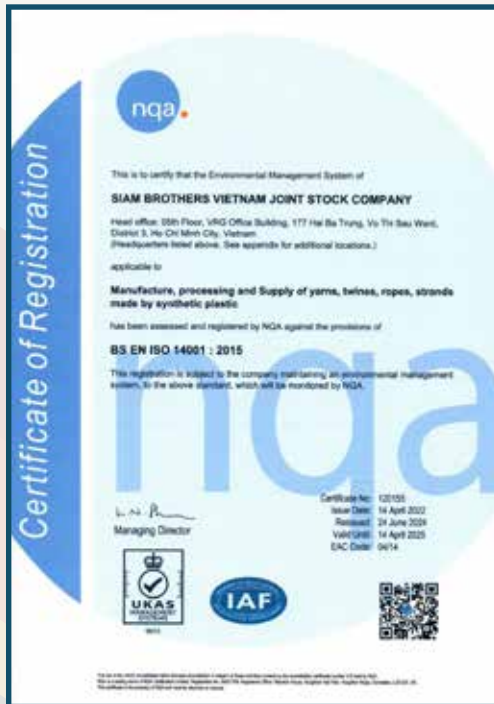 Certificate of Registration
nqa.
This is to certify that the Environmental Management System of
SIAM BROTHERS VIETNAM JOINT STOCK COMPANY
Head office: 05th Floor, VRG Office Building, 177 Hai Ba Trung, Vo Thi Sau Ward,
District 3, Ho Chi Minh City, Vietnam
(Headquarters listed above. See appendix for additional locations.)
applicable to
Manufacture, processing and Supply of yarns, twines, ropes, strands
made by synthetic plastic
has been assessed and registered by NQA against the provisions of
BS EN ISO 14001 : 2015
This registration is subject to the company maintaining an environmental management
system, to the above standard, which will be monitored by NQA.
nqa
Managing Director
Certificate No: 120155
Issue Date: 14 April 2022
Reissued: 24 June 2024
Valid Until: 14 April 2025
EAC Code: 04/14
UKAS
MANAGEMENT
SYSTEMS
IAF